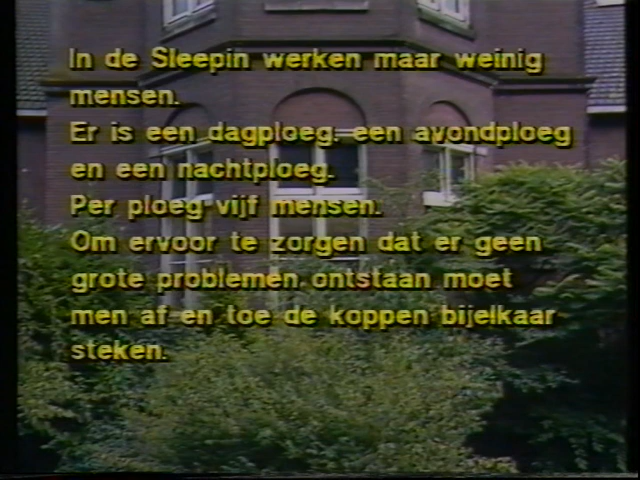 In de Sleepin werken maar weinig
mensen.
Er is een dagploeg, een avondploeg
en een nachtploeg.
Per ploeg vijf mensen.
Om ervoor te zorgen dat er geen
grote problemen ontstaan moet
men af en toe de koppen bijelkaar
steken.